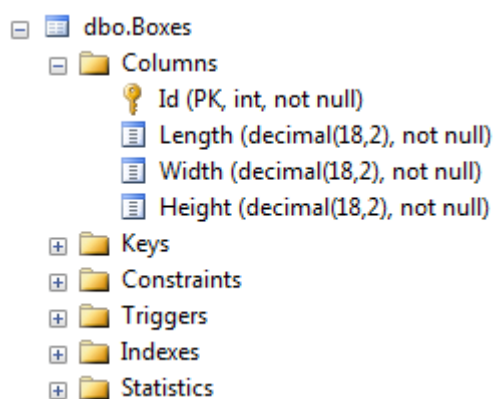 dbo.Boxes
Columns
Id (PK, int, not null)
Length (decimal(18,2), not null)
Width (decimal(18,2), not null)
Height (decimal(18,2), not null)
Keys
Constraints
Triggers
Indexes
Statistics